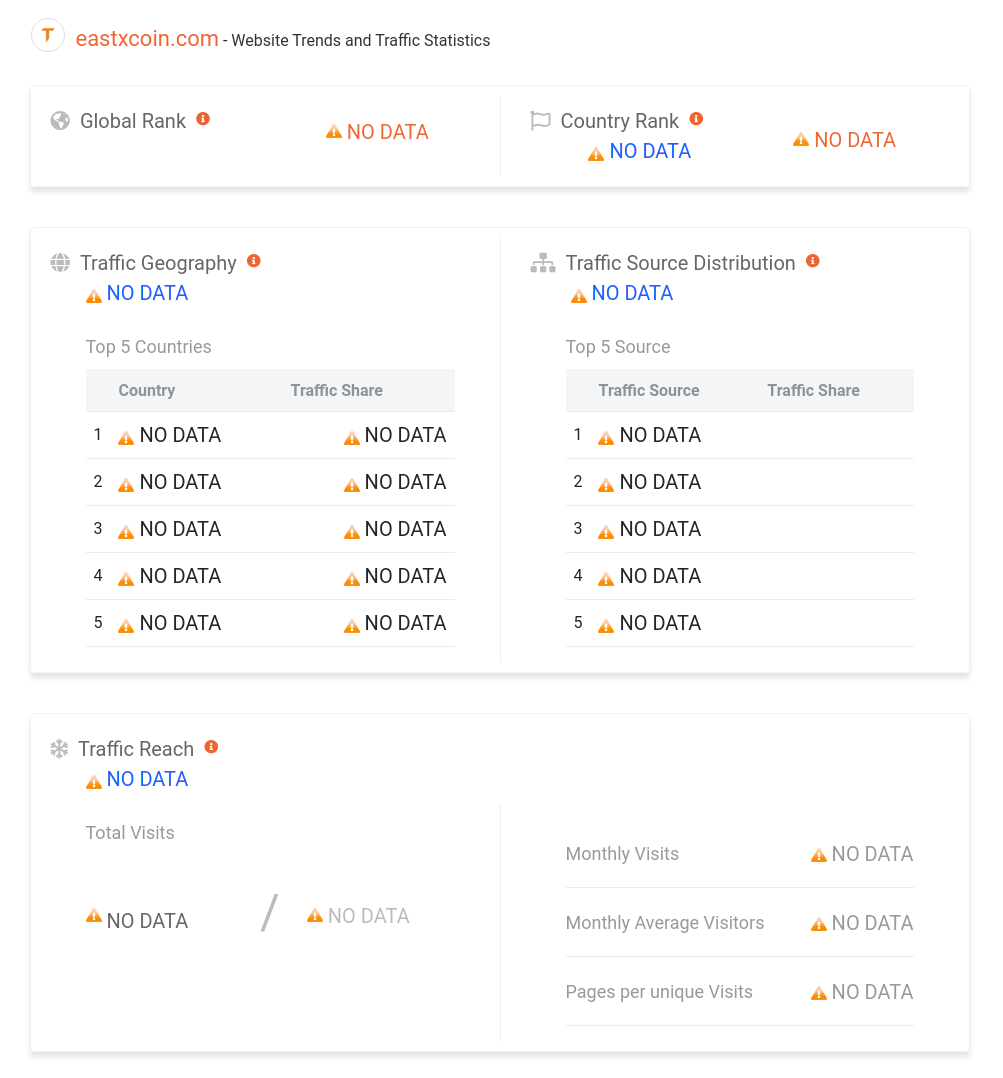 eastxcoin.com - Website Trends and Traffic Statistics
Global Rank
NO DATA
Country Rank
NO DATA
NO DATA
Traffic Geography
NO DATA
Top 5 Countries
Country Traffic Share
1 NO DATA NO DATA
2 NO DATA NO DATA
3 NO DATA NO DATA
4 NO DATA NO DATA
5 NO DATA NO DATA
Traffic Source Distribution
NO DATA
Top 5 Source
Traffic Source Traffic Share
1 NO DATA
2 NO DATA
3 NO DATA
4 NO DATA
5 NO DATA
Traffic Reach
NO DATA
Total Visits
NO DATA / NO DATA
Monthly Visits NO DATA
Monthly Average Visitors NO DATA
Pages per unique Visits NO DATA